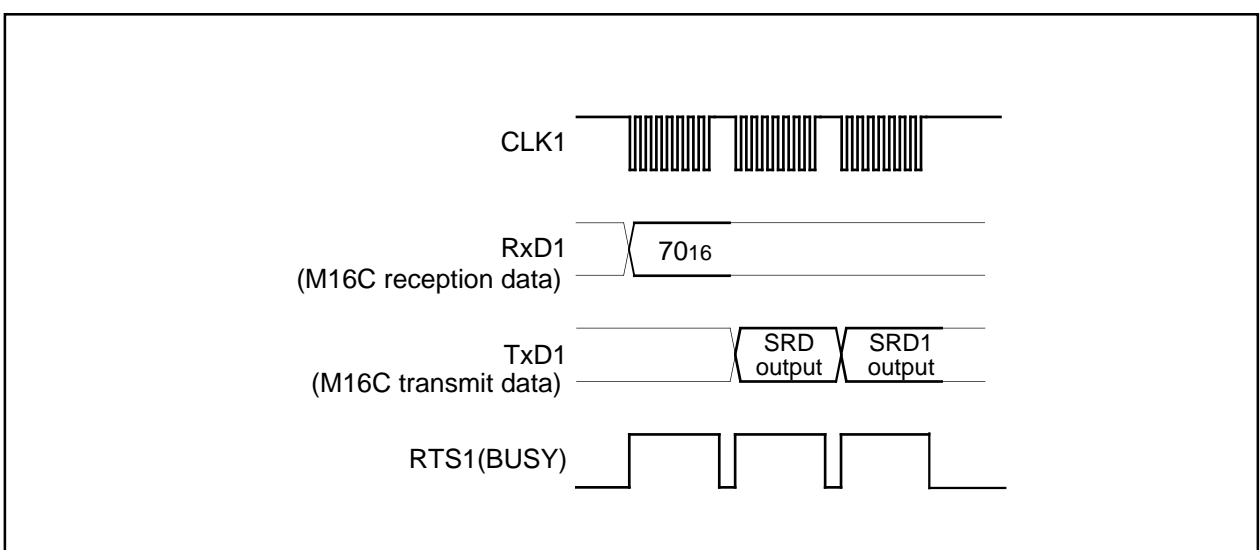 CLK1
RxD1
(M16C reception data)
7016
TxD1
(M16C transmit data)
SRD
output
SRD1
output
RTS1(BUSY)